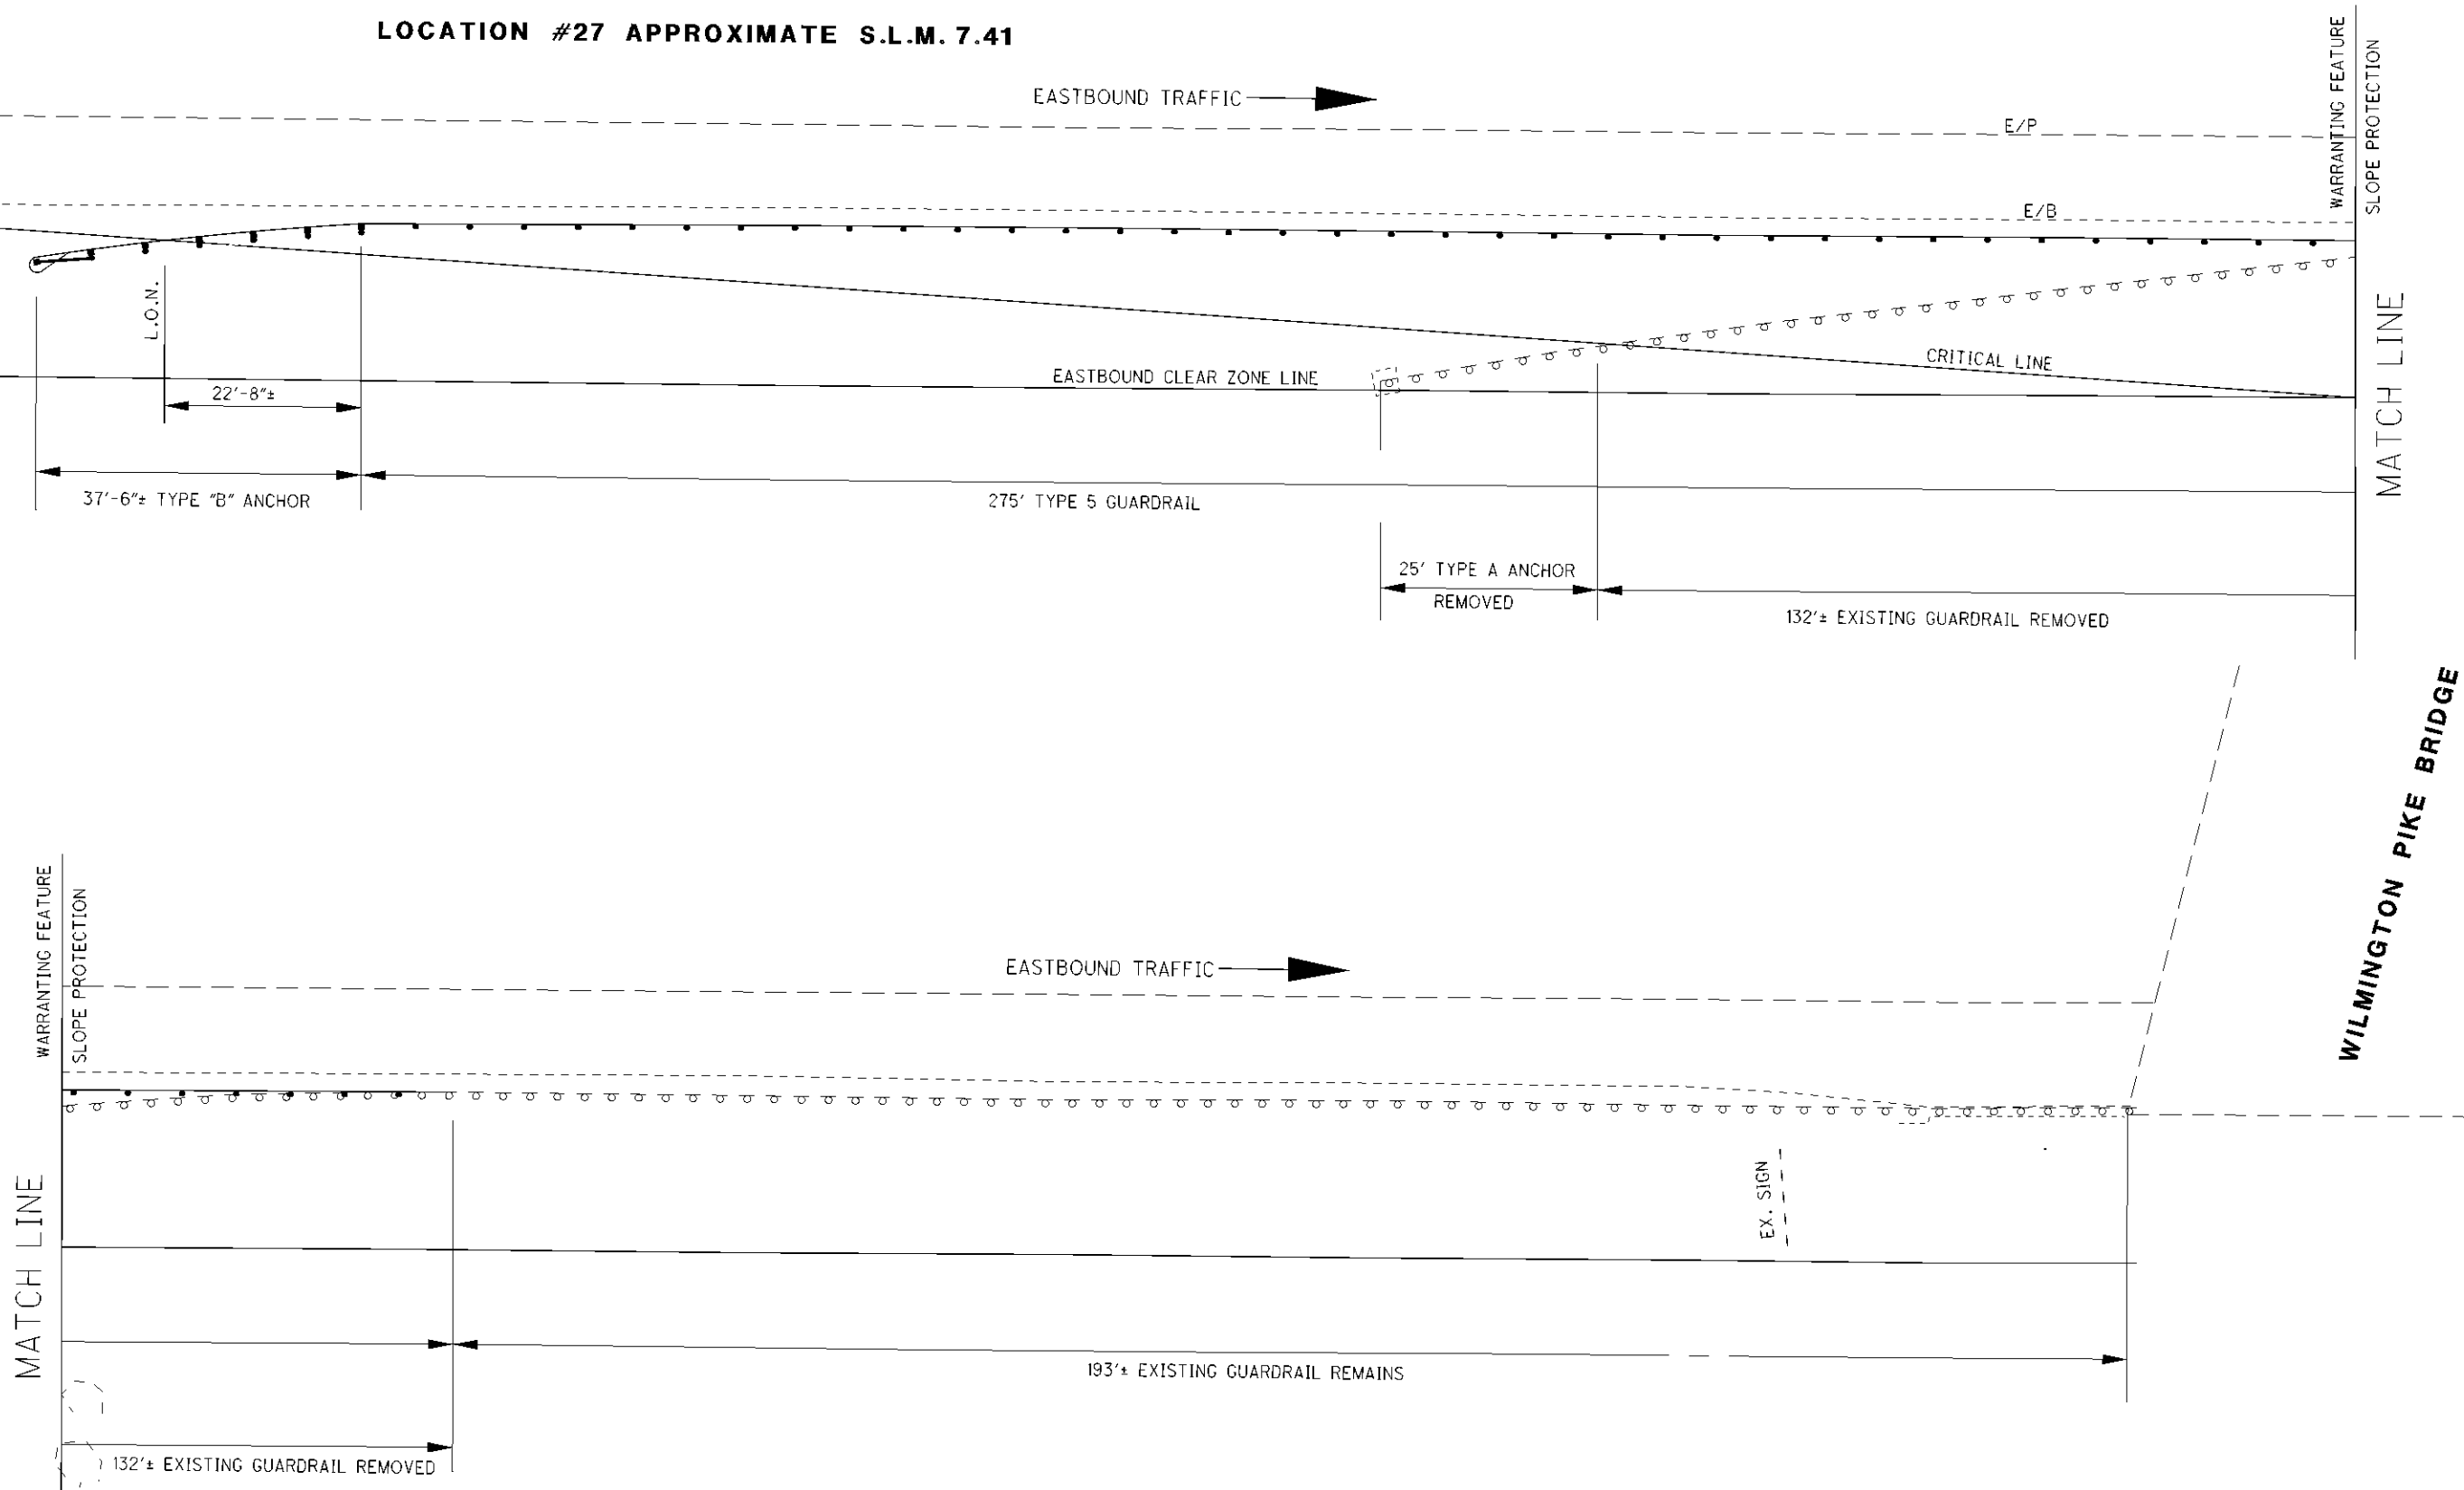 LOCATION #27 APPROXIMATE S.L.M. 7.41
EASTBOUND TRAFFIC
WARRANTING FEATURE
SLOPE PROTECTION
E/P
E/B
L.O.N.
22'-8"±
EASTBOUND CLEAR ZONE LINE
CRITICAL LINE
MATCH LINE
37'-6"± TYPE "B" ANCHOR
275' TYPE 5 GUARDRAIL
25' TYPE A ANCHOR
REMOVED
132'± EXISTING GUARDRAIL REMOVED
WILMINGTON PIKE BRIDGE
WARRANTING FEATURE
SLOPE PROTECTION
EASTBOUND TRAFFIC
EX. SIGN
MATCH LINE
193'± EXISTING GUARDRAIL REMAINS
132'± EXISTING GUARDRAIL REMOVED